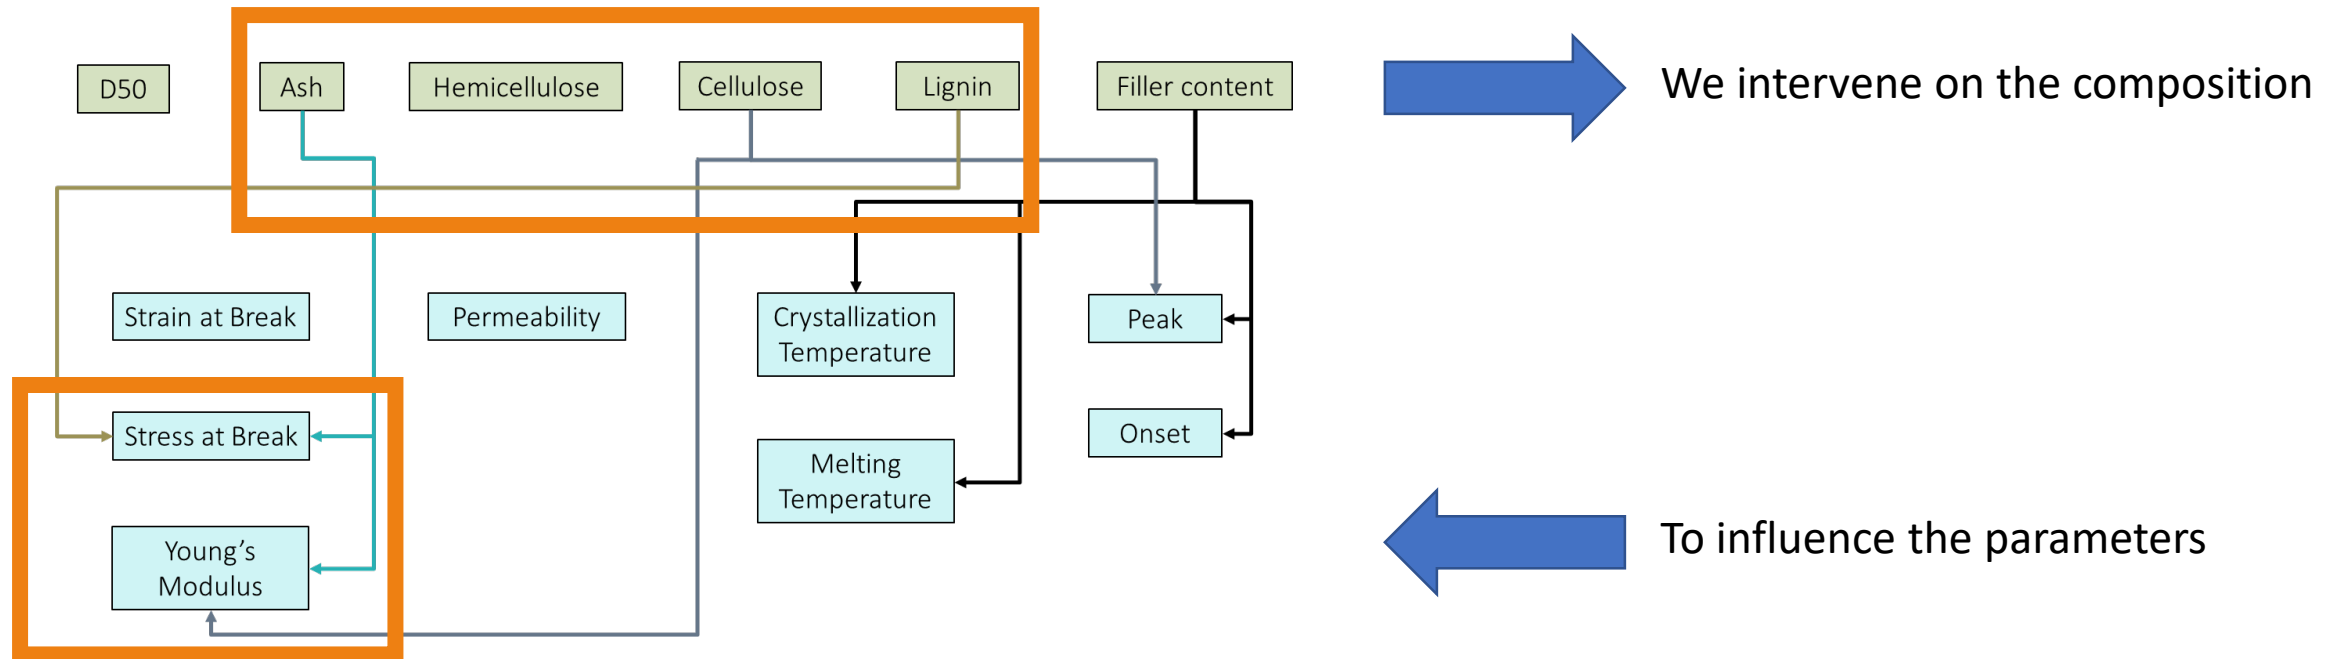 D50
Ash
Hemicellulose
Cellulose
Lignin
Filler content
We intervene on the composition
Strain at Break
Permeability
Crystallization
Temperature
Peak
Stress at Break
Onset
Melting
Temperature
Young’s
Modulus
To influence the parameters